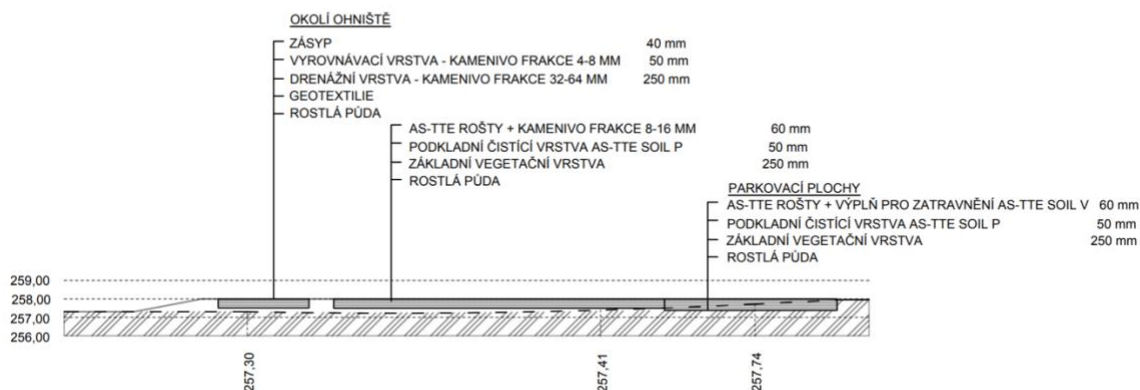 OKOLÍ OHNIŠTĚ
ZÁSYP 40 mm
VYROVNÁVACÍ VRSTVA - KAMENIVO FRAKCE 4-8 MM 50 mm
DRENÁŽNÍ VRSTVA - KAMENIVO FRAKCE 32-64 MM 250 mm
GEOTEXTILIE
ROSTLÁ PŮDA
AS-TTE ROŠTY + KAMENIVO FRAKCE 8-16 MM 60 mm
PODKLADNÍ ČISTÍCÍ VRSTVA AS-TTE SOIL P 50 mm
ZÁKLADNÍ VEGETAČNÍ VRSTVA 250 mm
ROSTLÁ PŮDA
PARKOVACÍ PLOCHY
AS-TTE ROŠTY + VÝPLŇ PRO ZATRAVNĚNÍ AS-TTE SOIL V 60 mm
PODKLADNÍ ČISTÍCÍ VRSTVA AS-TTE SOIL P 50 mm
ZÁKLADNÍ VEGETAČNÍ VRSTVA 250 mm
ROSTLÁ PŮDA
259,00
258,00
257,00
256,00
257,30
257,41
257,74